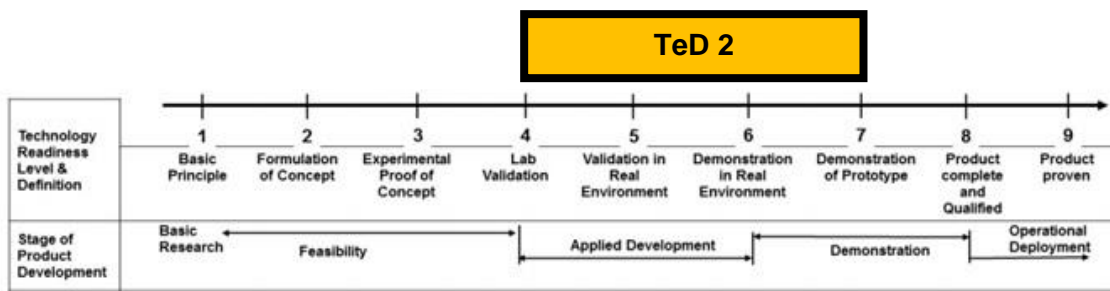 TeD 2
Technology
Readiness
Level &
Definition
1
Basic
Principle
2
Formulation
of Concept
3
Experimental
Proof of
Concept
4
Lab
Validation
5
Validation in
Real
Environment
6
Demonstration
in Real
Environment
7
Demonstration
of Prototype
8
Product
complete
and
Qualified
9
Product
proven
Stage of
Product
Development
Basic
Research
Feasibility
Applied Development
Demonstration
Operational
Deployment